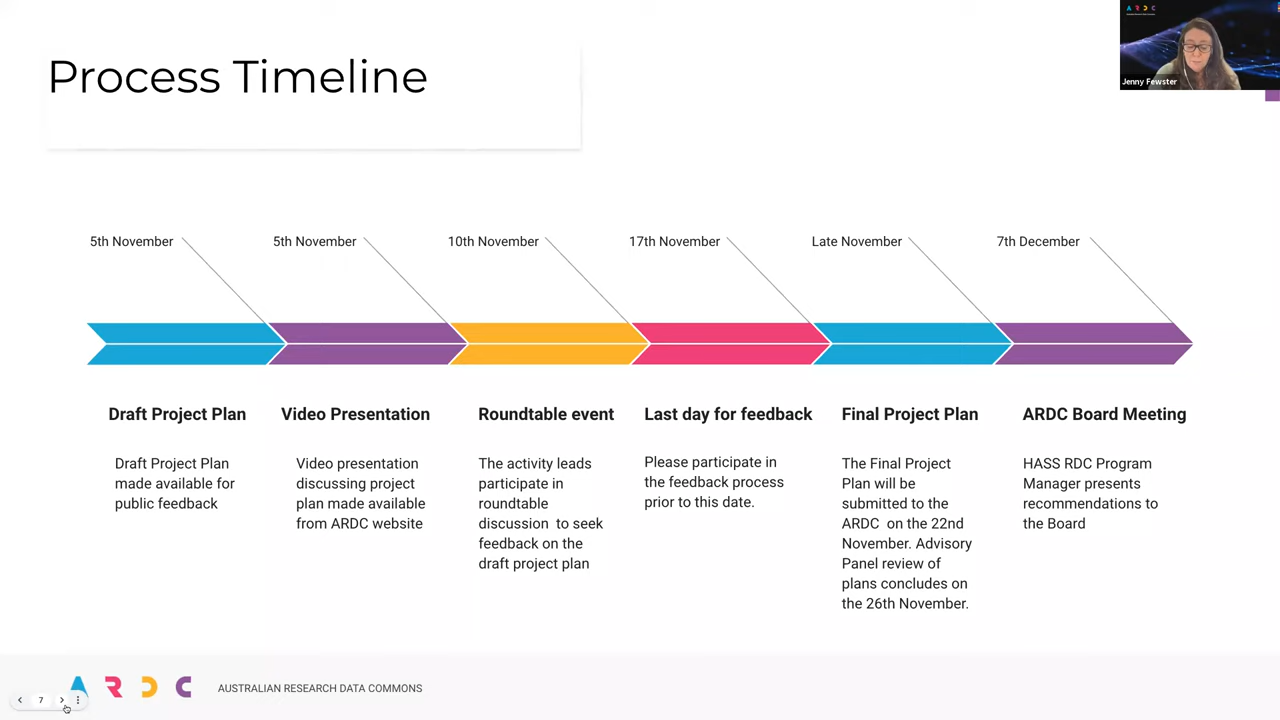 Process Timeline
A R D C
Jenny Fewster
5th November
5th November
10th November
17th November
Late November
7th December
Draft Project Plan
Draft Project Plan
made available for
public feedback
Video Presentation
Video presentation
discussing project
plan made available
from ARDC website
Roundtable event
The activity leads
participate in
roundtable
discussion to seek
feedback on the
draft project plan
Last day for feedback
Please participate in
the feedback process
prior to this date.
Final Project Plan
The Final Project
Plan will be
submitted to the
ARDC on the 22nd
November. Advisory
Panel review of
plans concludes on
the 26th November.
ARDC Board Meeting
HASS RDC Program
Manager presents
recommendations to
the Board
7
A R D C
AUSTRALIAN RESEARCH DATA COMMONS